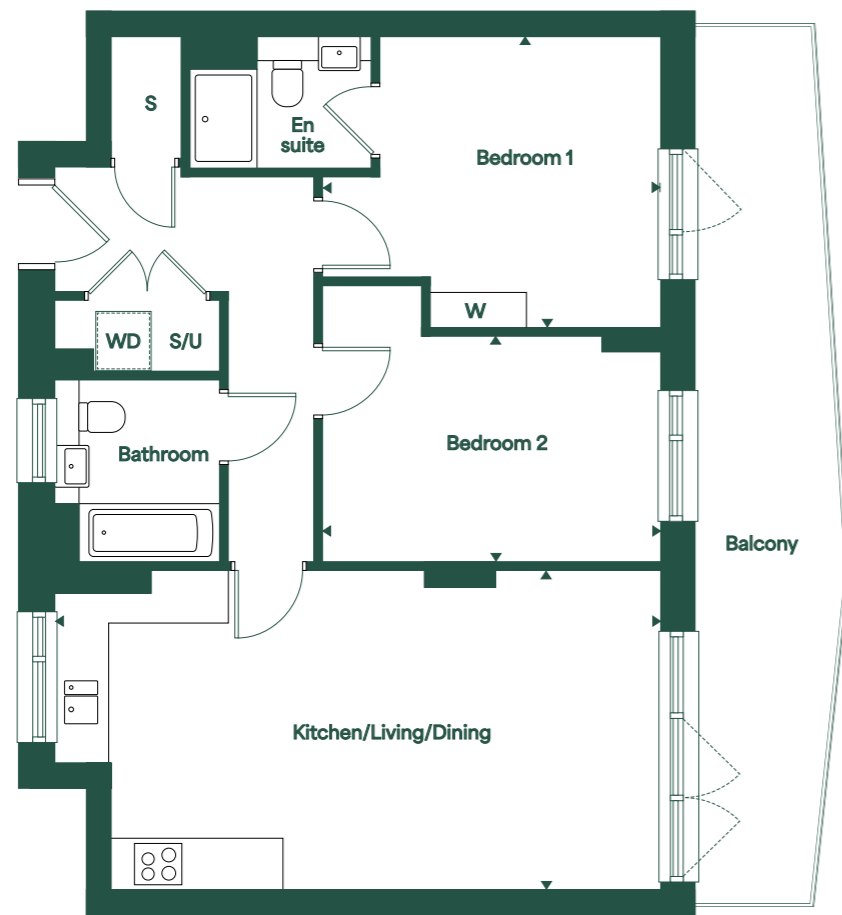 S
En
suite
Bedroom 1
W
WD
S/U
Bathroom
Bedroom 2
Balcony
Kitchen/Living/Dining